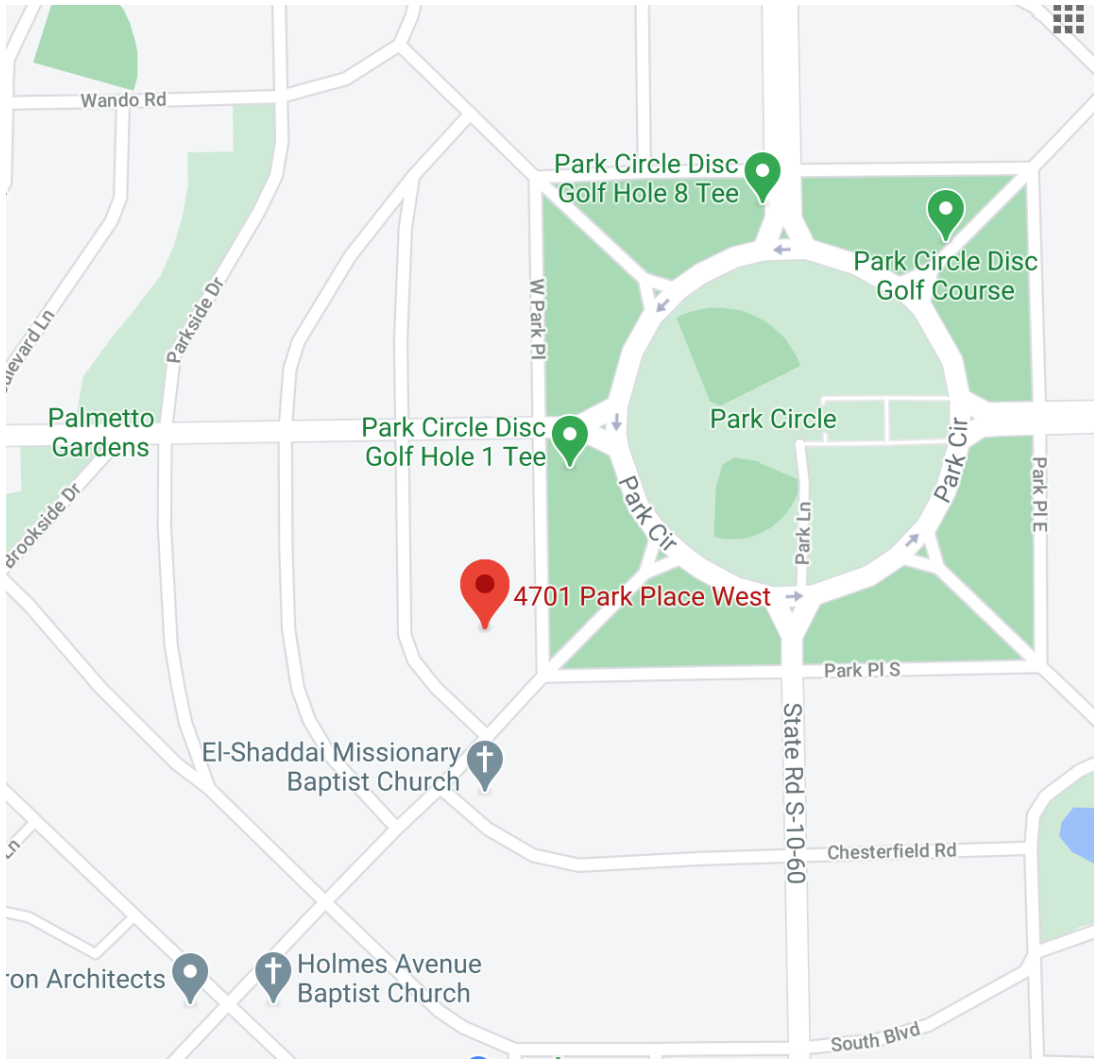 Wando Rd
Park Circle Disc
Golf Hole 8 Tee
Park Circle Disc
Golf Course
W Park Pl
Parkside Dr
Palmetto
Gardens
Park Circle Disc
Golf Hole 1 Tee
Park Circle
Park Cir
Park Cir
Park Ln
Park Pl E
Brookside Dr
4701 Park Place West
Park Pl S
El-Shaddai Missionary
Baptist Church
State Rd S-10-60
Chesterfield Rd
Ln
Architects
Holmes Avenue
Baptist Church
South Blvd